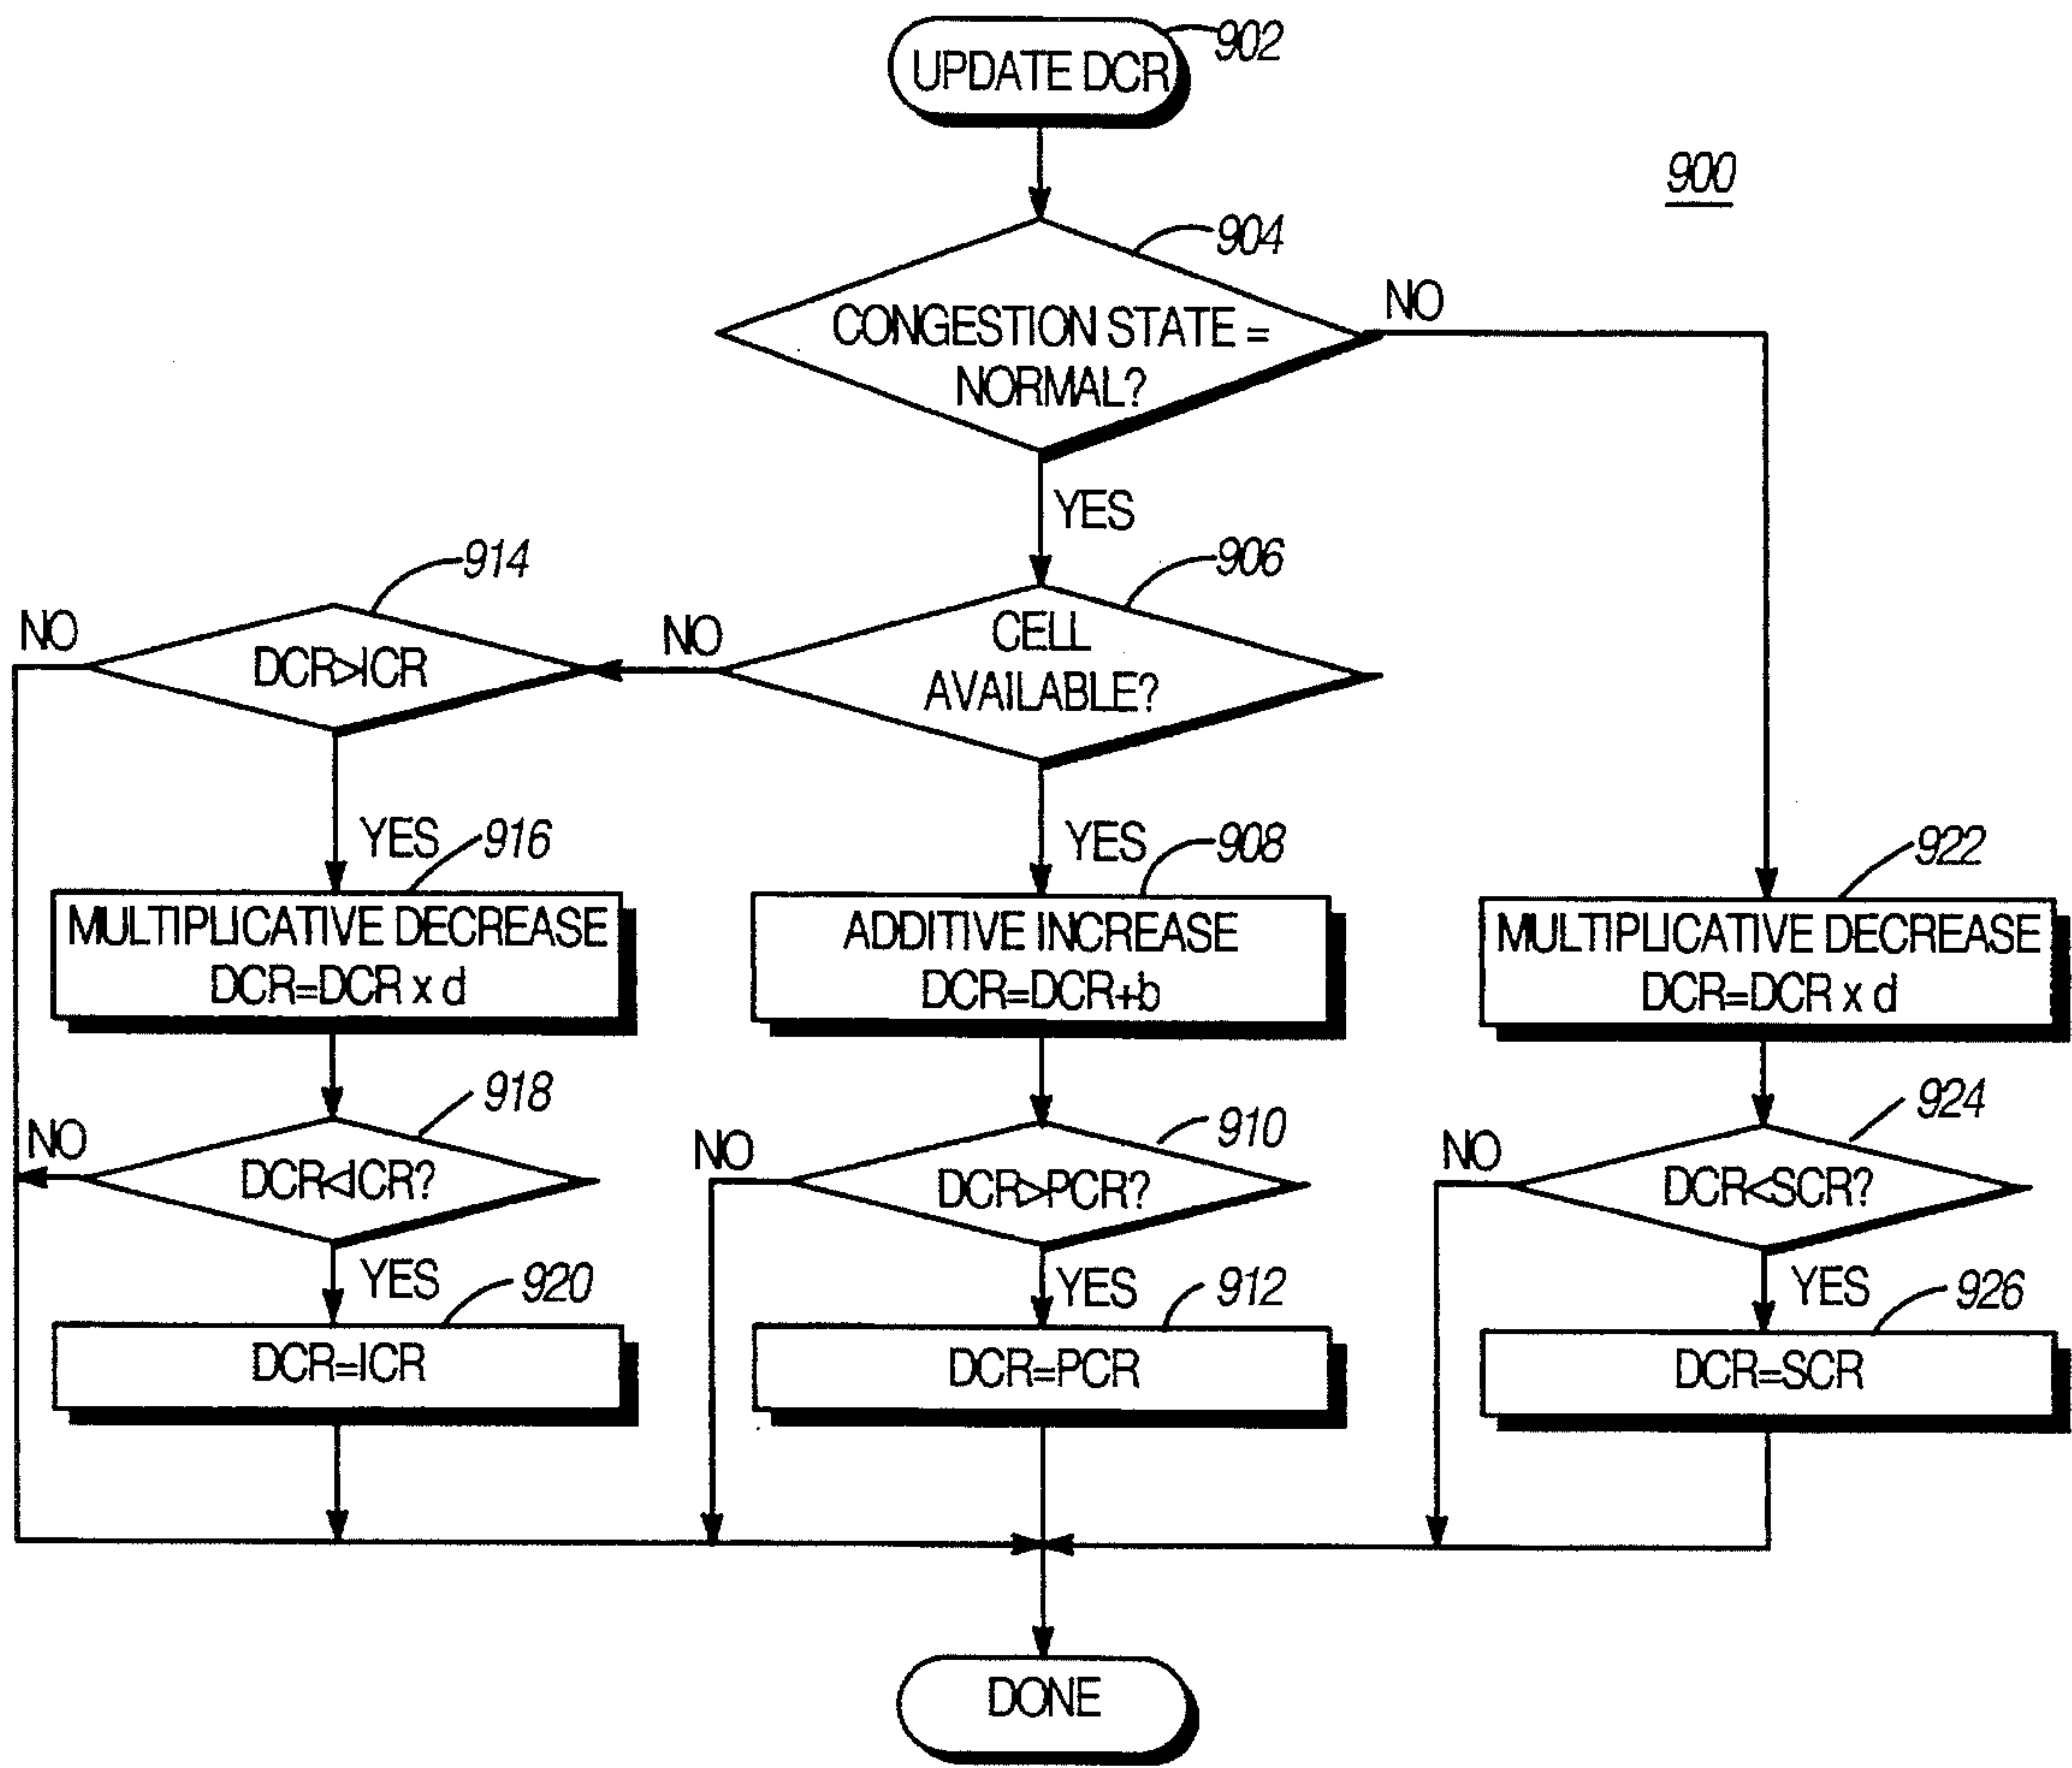 UPDATE DCR
902
900
904
CONGESTION STATE =
NORMAL?
NO
YES
906
CELL
AVAILABLE?
NO
914
DCR>ICR
NO
YES
916
MULTIPLICATIVE DECREASE
DCR=DCR x d
918
DCR<ICR?
NO
YES
920
DCR=ICR
YES
908
ADDITIVE INCREASE
DCR=DCR+b
910
DCR>PCR?
NO
YES
912
DCR=PCR
922
MULTIPLICATIVE DECREASE
DCR=DCR x d
924
DCR<SCR?
NO
YES
926
DCR=SCR
DONE